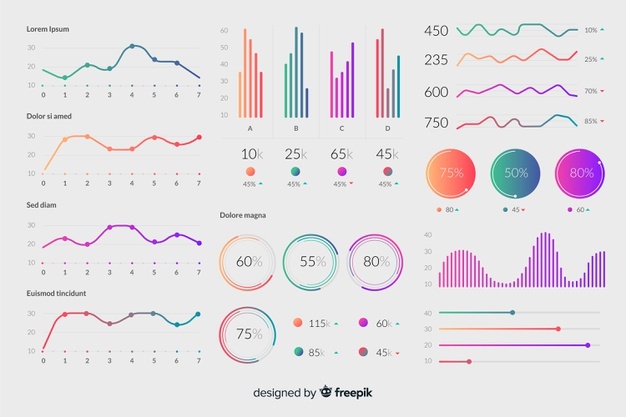 Lorem Ipsum
30
20
10
0 1 2 3 4 5 6 7
Dolor si amed
30
20
10
0 1 2 3 4 5 6 7
Sed diam
30
20
10
0 1 2 3 4 5 6 7
Euismod tincidunt
30
20
10
0 1 2 3 4 5 6 7
60
50
40
30
20
10
A B C D
10k 25k 65k 45k
45% 45% 45% 45%
Dolore magna
60% 55% 80%
75%
115k 60k
85k 45k
450 10%
235 25%
600 70%
750 85%
75% 50% 80%
80 45 60
40
30
20
10
40
30
20
10
designed by freepik